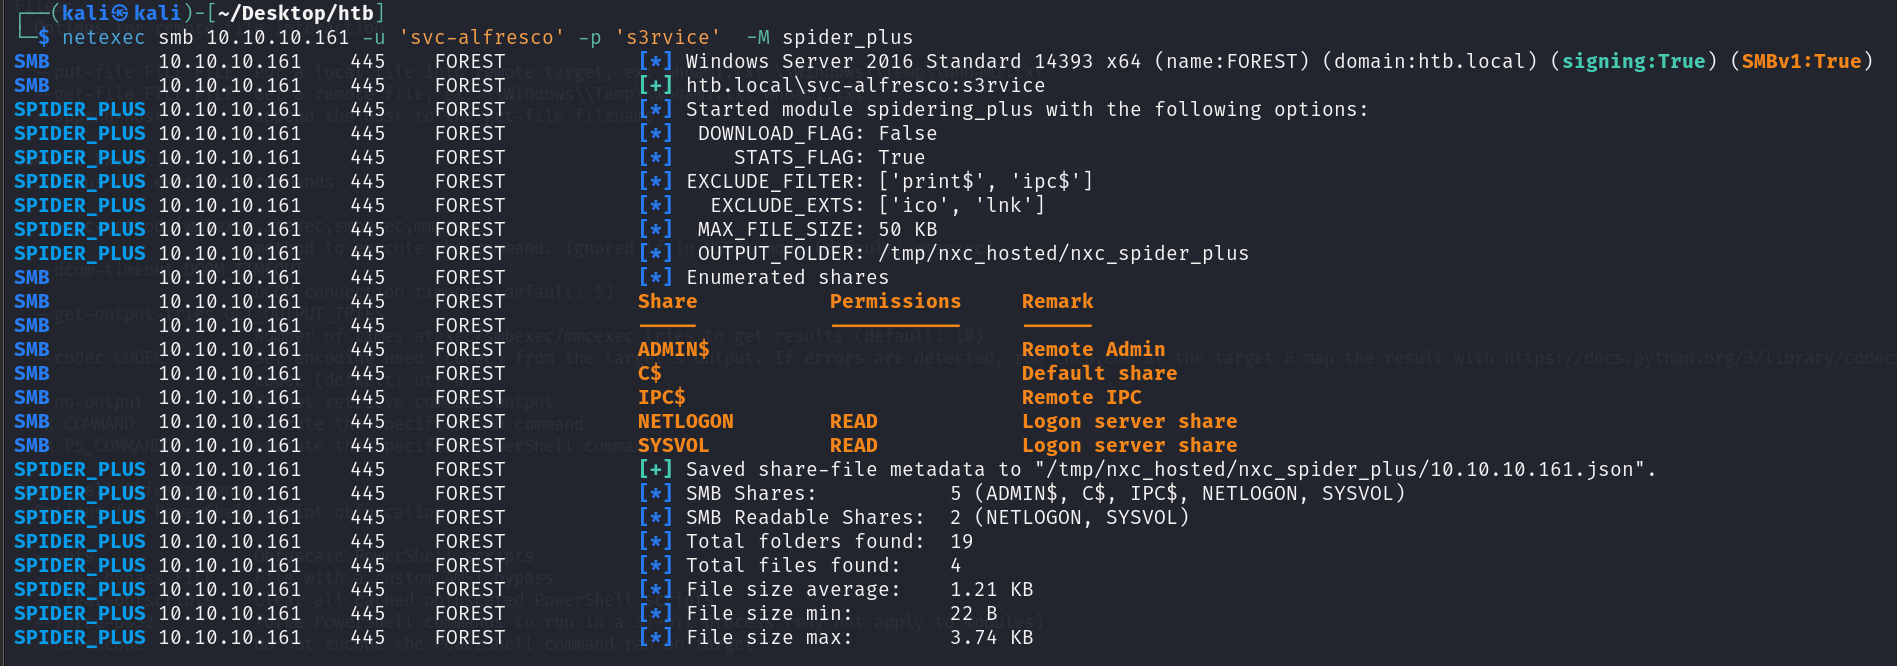 ┌──(kali㉿kali)-[~/Desktop/htb]
└─$ netexec smb 10.10.10.161 -u 'svc-alfresco' -p 's3rvice'  -M spider_plus
SMB         10.10.10.161    445    FOREST           [*] Windows Server 2016 Standard 14393 x64 (name:FOREST) (domain:htb.local) (signing:True) (SMBv1:True)
SMB         10.10.10.161    445    FOREST           [+] htb.local\svc-alfresco:s3rvice
SPIDER_PLUS 10.10.10.161    445    FOREST           [*] Started module spidering_plus with the following options:
SPIDER_PLUS 10.10.10.161    445    FOREST           [*]  DOWNLOAD_FLAG: False
SPIDER_PLUS 10.10.10.161    445    FOREST           [*]     STATS_FLAG: True
SPIDER_PLUS 10.10.10.161    445    FOREST           [*] EXCLUDE_FILTER: ['print$', 'ipc$']
SPIDER_PLUS 10.10.10.161    445    FOREST           [*]   EXCLUDE_EXTS: ['ico', 'lnk']
SPIDER_PLUS 10.10.10.161    445    FOREST           [*]  MAX_FILE_SIZE: 50 KB
SPIDER_PLUS 10.10.10.161    445    FOREST           [*]  OUTPUT_FOLDER: /tmp/nxc_hosted/nxc_spider_plus
SMB         10.10.10.161    445    FOREST           [*] Enumerated shares
SMB         10.10.10.161    445    FOREST           Share           Permissions     Remark
SMB         10.10.10.161    445    FOREST           -----           -----------     ------
SMB         10.10.10.161    445    FOREST           ADMIN$                          Remote Admin
SMB         10.10.10.161    445    FOREST           C$                              Default share
SMB         10.10.10.161    445    FOREST           IPC$                            Remote IPC
SMB         10.10.10.161    445    FOREST           NETLOGON        READ            Logon server share
SMB         10.10.10.161    445    FOREST           SYSVOL          READ            Logon server share
SPIDER_PLUS 10.10.10.161    445    FOREST           [+] Saved share-file metadata to "/tmp/nxc_hosted/nxc_spider_plus/10.10.10.161.json".
SPIDER_PLUS 10.10.10.161    445    FOREST           [*] SMB Shares:           5 (ADMIN$, C$, IPC$, NETLOGON, SYSVOL)
SPIDER_PLUS 10.10.10.161    445    FOREST           [*] SMB Readable Shares:  2 (NETLOGON, SYSVOL)
SPIDER_PLUS 10.10.10.161    445    FOREST           [*] Total folders found:  19
SPIDER_PLUS 10.10.10.161    445    FOREST           [*] Total files found:    4
SPIDER_PLUS 10.10.10.161    445    FOREST           [*] File size average:    1.21 KB
SPIDER_PLUS 10.10.10.161    445    FOREST           [*] File size min:        22 B
SPIDER_PLUS 10.10.10.161    445    FOREST           [*] File size max:        3.74 KB